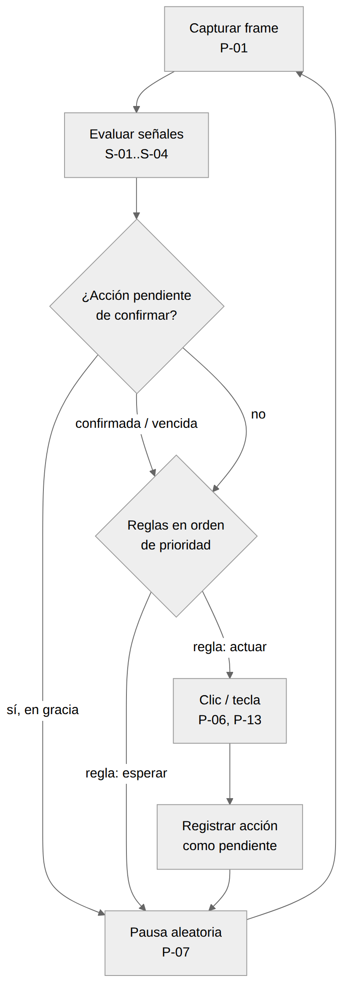 Capturar frame
P-01
Evaluar señales
S-01..S-04
¿Acción pendiente
de confirmar?
no
confirmada / vencida
Reglas en orden
de prioridad
regla: actuar
Clic / tecla
P-06, P-13
sí, en gracia
regla: esperar
Registrar acción
como pendiente
Pausa aleatoria
P-07